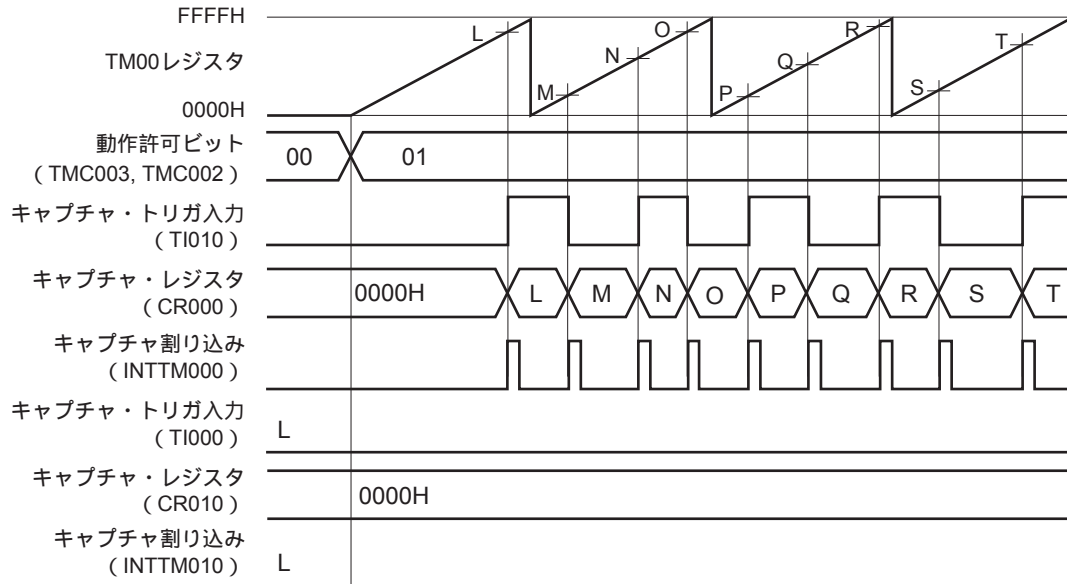 FFFFH
TM00レジスタ
0000H
L M N O P Q R S T
動作許可ビット
（TMC003, TMC002）
00 01
キャプチャ・トリガ入力
（TI010）
キャプチャ・レジスタ
（CR000）
0000H L M N O P Q R S T
キャプチャ割り込み
（INTTM000）
キャプチャ・トリガ入力
（TI000）
L
キャプチャ・レジスタ
（CR010）
0000H
キャプチャ割り込み
（INTTM010）
L